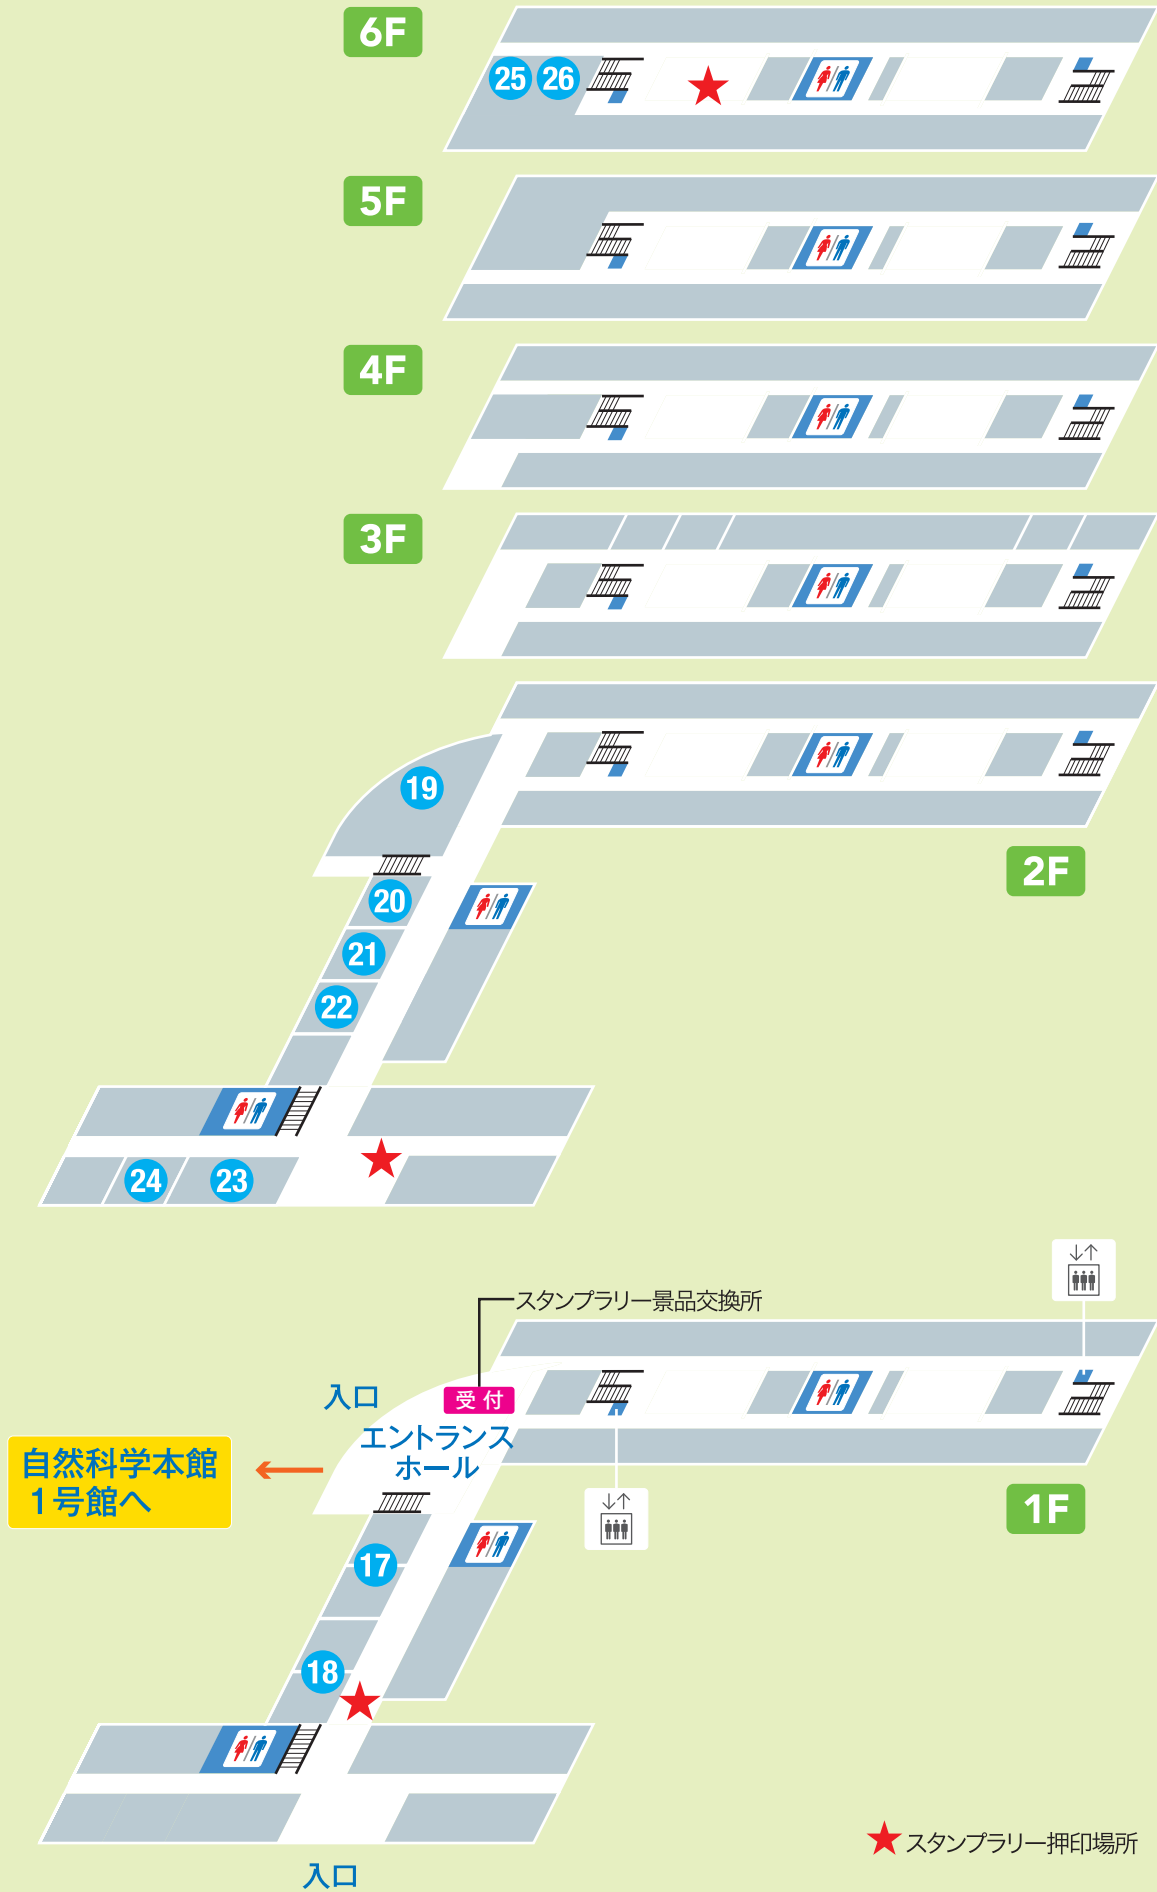 6F
25
26
5F
4F
3F
19
2F
20
21
22
24
23
スタンプラリー景品交換所
入口
受付
エントランス
ホール
自然科学本館
1号館へ
1F
17
18
スタンプラリー押印場所
入口